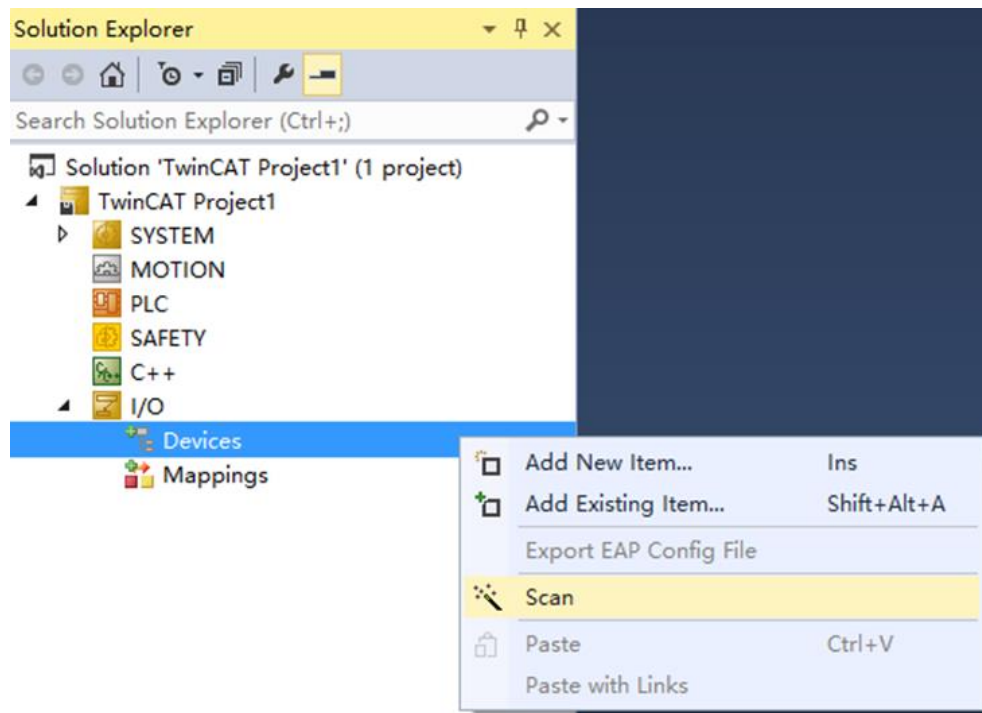 Solution Explorer
Search Solution Explorer (Ctrl+;)
Solution 'TwinCAT Project1' (1 project)
TwinCAT Project1
SYSTEM
MOTION
PLC
SAFETY
C++
I/O
Devices
Mappings
Add New Item... Ins
Add Existing Item... Shift+Alt+A
Export EAP Config File
Scan
Paste Ctrl+V
Paste with Links